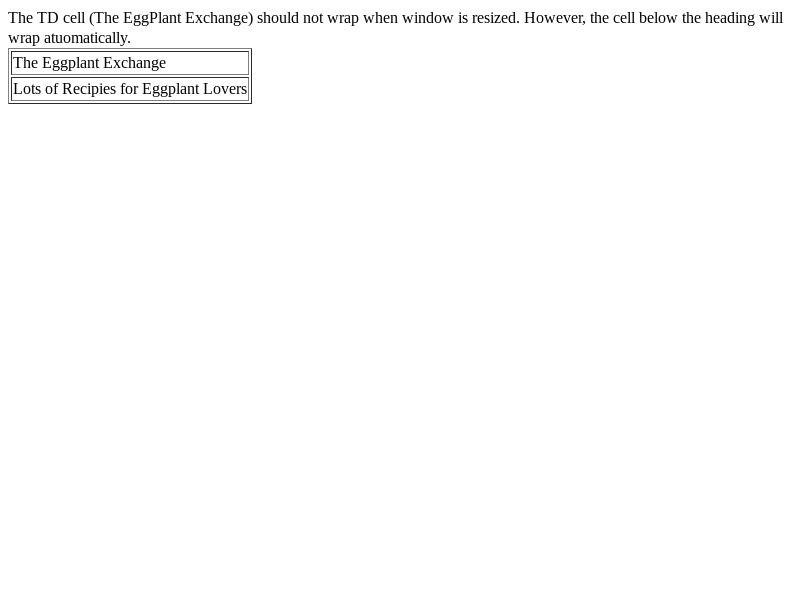 The TD cell (The EggPlant Exchange) should not wrap when window is resized. However, the cell below the heading will
wrap atuomatically.
The Eggplant Exchange
Lots of Recipies for Eggplant Lovers